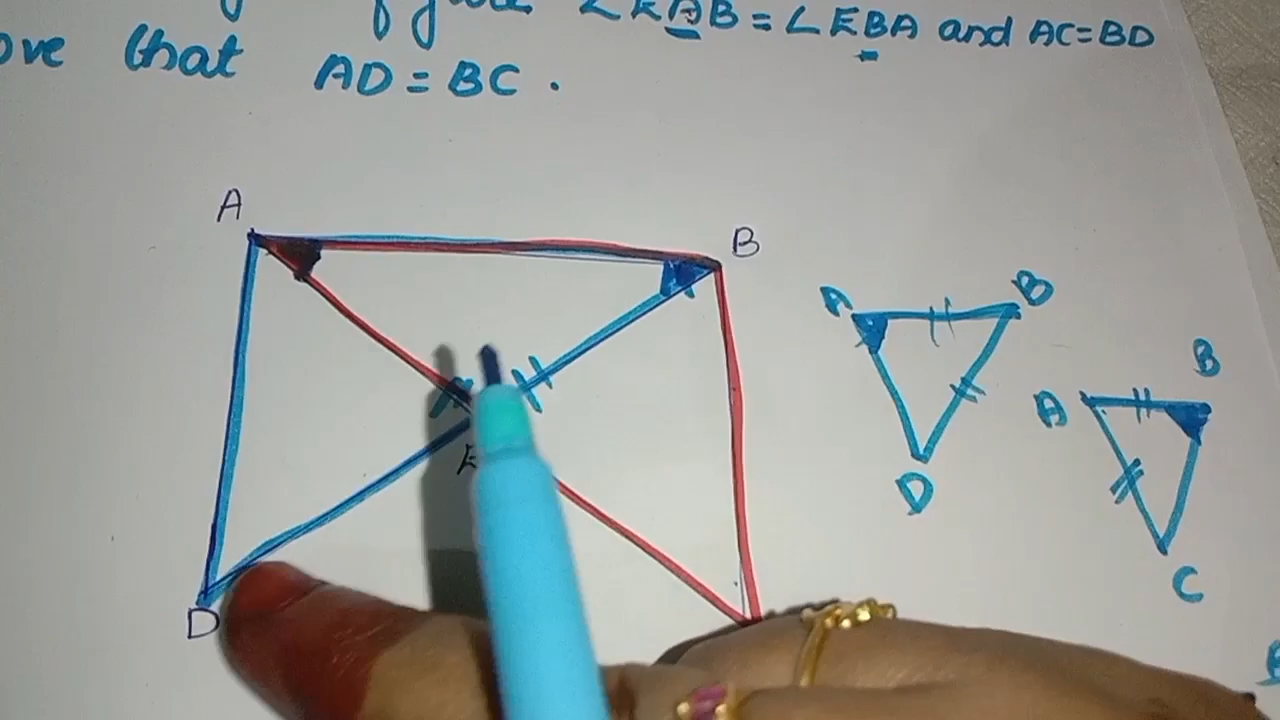 ∠EAB = ∠EBA and AC=BD
that AD = BC .
A
B
D
A
B
D
A
B
C